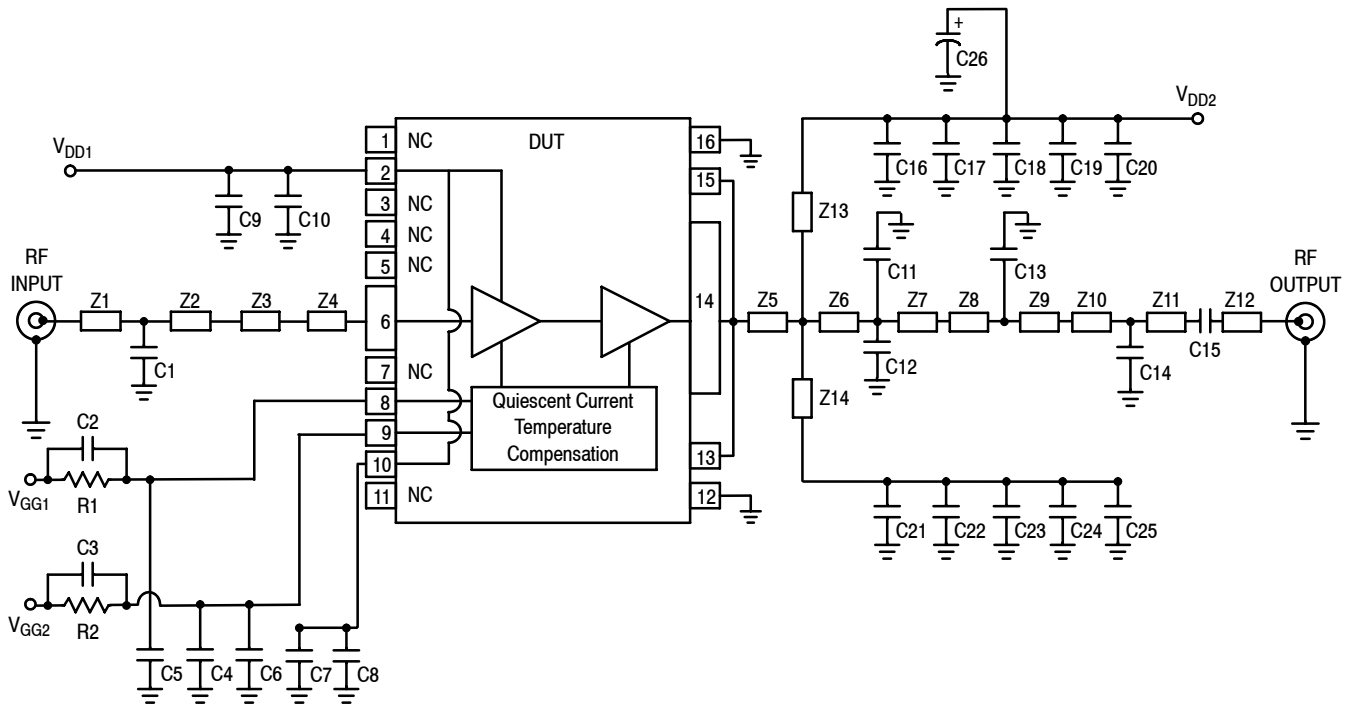 +
C26
V_DD2
V_DD1
1 NC
DUT
16
2
15
C16
C17
C18
C19
C20
3 NC
C9
C10
Z13
4 NC
C11
C13
5 NC
RF
INPUT
RF
OUTPUT
Z1
Z2
Z3
Z4
6
14
Z5
Z6
Z7
Z8
Z9
Z10
Z11
Z12
C15
C1
C12
C14
7 NC
Z14
8
Quiescent Current
Temperature
Compensation
C2
9
13
10
V_GG1
R1
11 NC
12
C21
C22
C23
C24
C25
C3
V_GG2
R2
C5
C4
C6
C7
C8